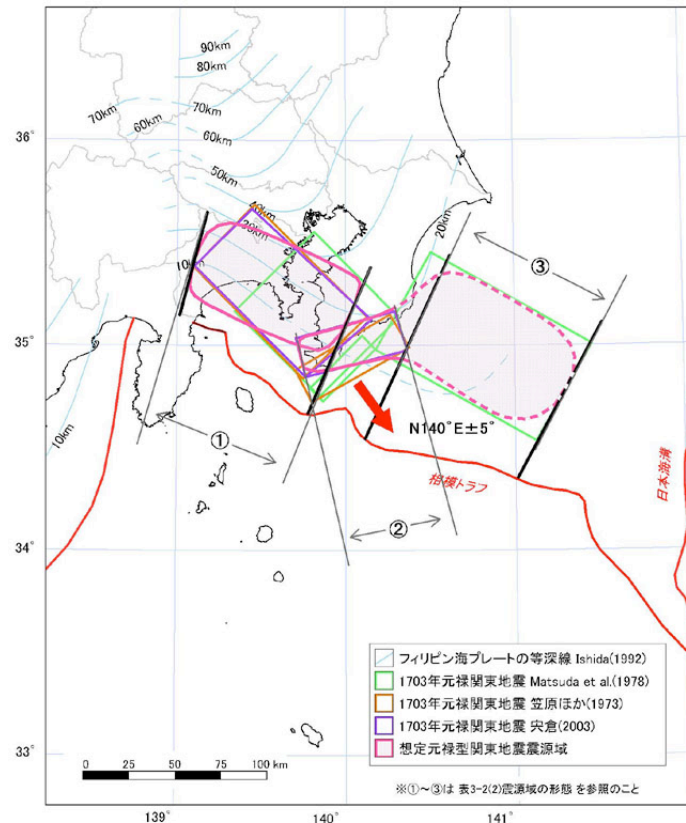 90km
80km
70km
70km
60km
60km
36°
50km
40km
30km
20km
10km
③
35°
N140°E±5°
10km
①
相模トラフ
日本海溝
②
34°
フィリピン海プレートの等深線 Ishida(1992)
1703年元禄関東地震 Matsuda et al.(1978)
1703年元禄関東地震 笠原ほか(1973)
1703年元禄関東地震 宍倉(2003)
想定元禄型関東地震震源域
33°
0 25 50 100 km
※①～③は 表3-2(2)震源域の形態 を参照のこと
139°
140°
141°